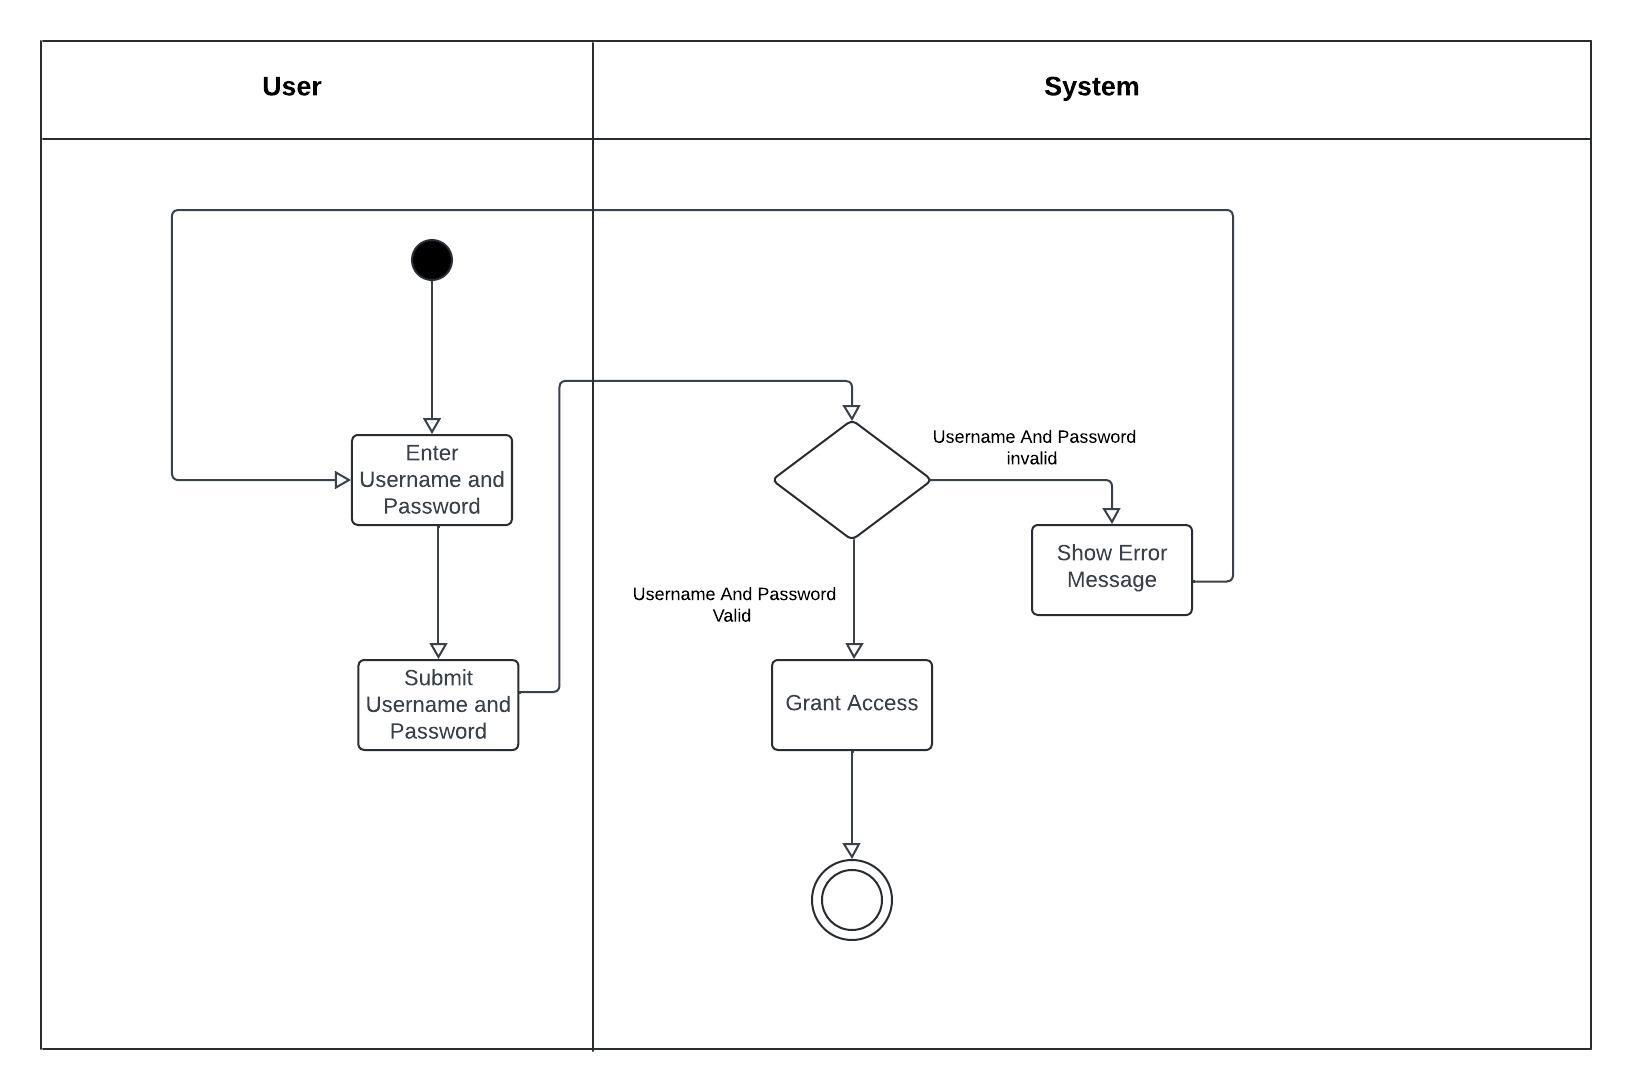 User
System
Enter
Username and
Password
Username And Password
invalid
Show Error
Message
Username And Password
Valid
Submit
Username and
Password
Grant Access